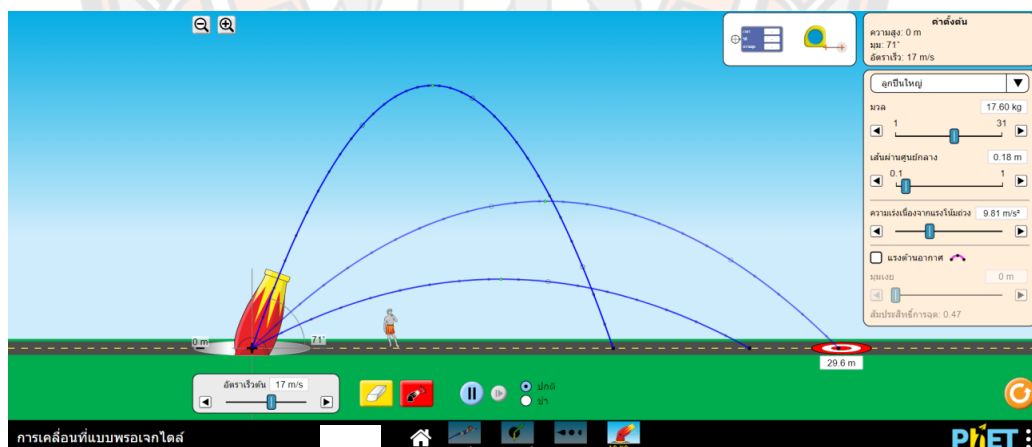 ค่าตั้งต้น
ความสูง: 0 m
มุม: 71°
อัตราเร็ว: 17 m/s
ลูกปืนใหญ่
มวล 17.60 kg
1 31
เส้นผ่านศูนย์กลาง 0.18 m
0.1 1
ความเร่งเนื่องจากแรงโน้มถ่วง 9.81 m/s²
แรงต้านอากาศ
มุมเงย 0 m
สัมประสิทธิ์การฉุด: 0.47
0 m
71°
29.6 m
อัตราเร็วต้น 17 m/s
ปกติ
ช้า
การเคลื่อนที่แบบพรอเจกไตล์
PhET